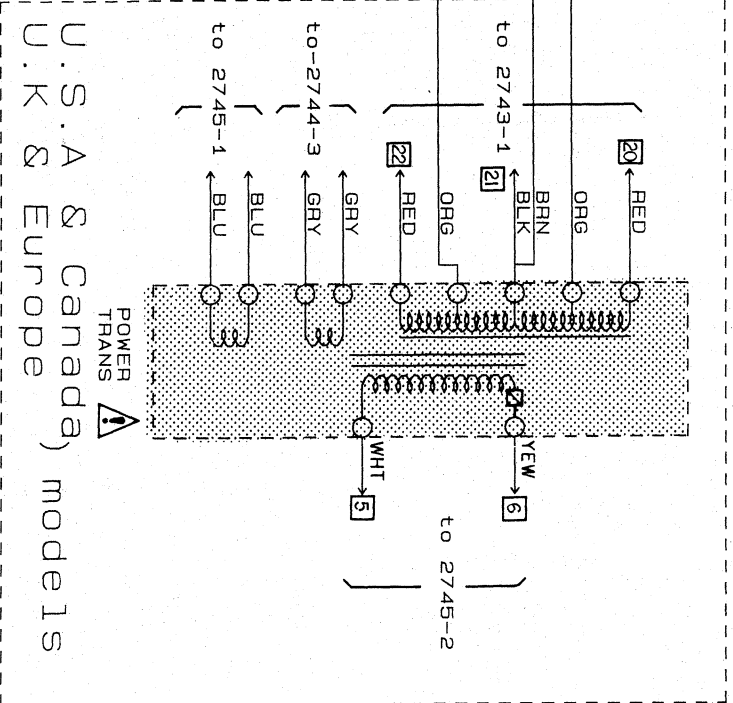 20 RED
ORG
BRN
BLK
21
to 2743-1
YEW 6
ORG
to 2745-2
22 RED
WHT 5
GRY
to-2744-3 GRY
BLU
to 2745-1 BLU
POWER
TRANS
!
U.S.A & Canada
U.K & Europe
) models